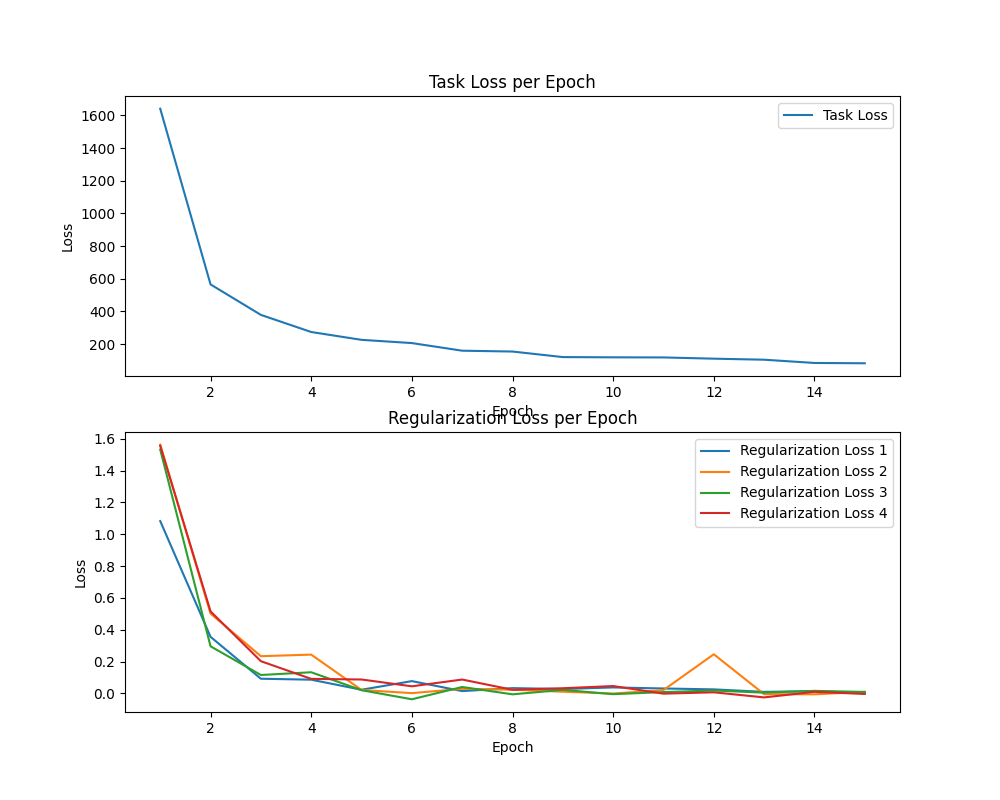 Task Loss per Epoch
Task Loss
1600
1400
1200
1000
800
600
400
200
Loss
2 4 6 8 10 12 14
Epoch
Regularization Loss per Epoch
Regularization Loss 1
Regularization Loss 2
Regularization Loss 3
Regularization Loss 4
1.6
1.4
1.2
1.0
0.8
0.6
0.4
0.2
0.0
Loss
2 4 6 8 10 12 14
Epoch